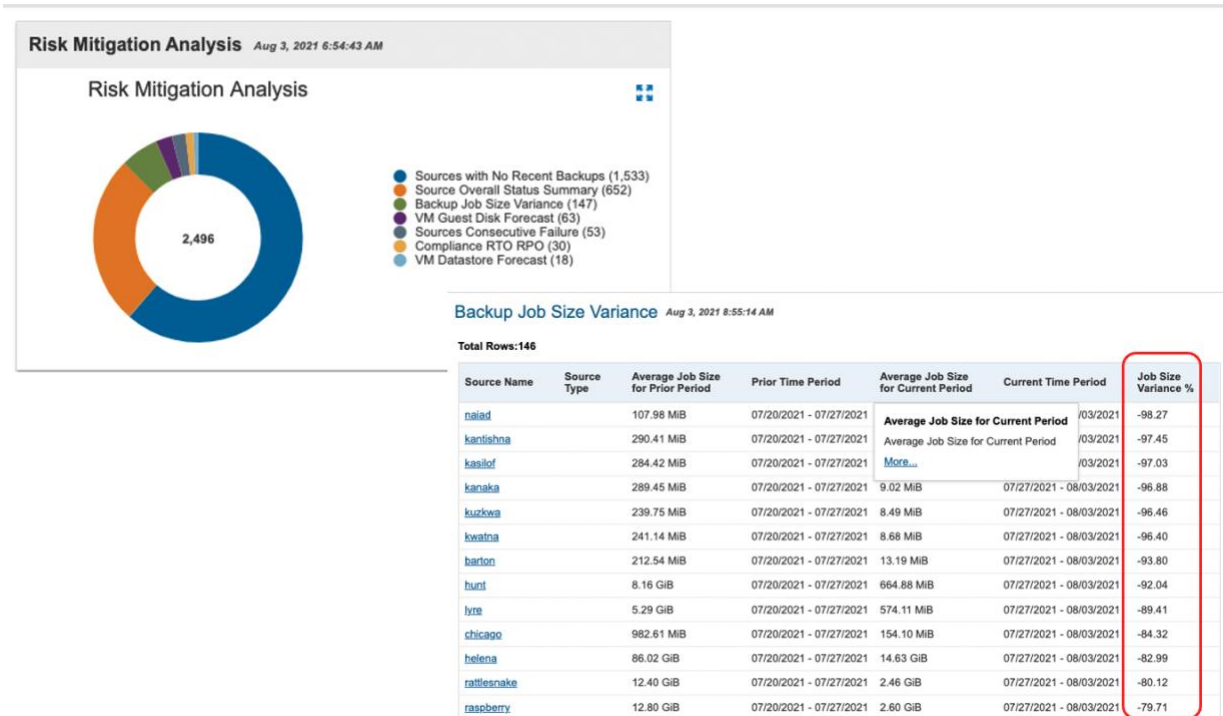 Risk Mitigation Analysis Aug 3, 2021 6:54:43 AM
Risk Mitigation Analysis
2,496
Sources with No Recent Backups (1,533)
Source Overall Status Summary (652)
Backup Job Size Variance (147)
VM Guest Disk Forecast (63)
Sources Consecutive Failure (53)
Compliance RTO RPO (30)
VM Datastore Forecast (18)
Backup Job Size Variance Aug 3, 2021 8:55:14 AM
Total Rows:146
Source Name Source Type Average Job Size for Prior Period Prior Time Period Average Job Size for Current Period Current Time Period Job Size Variance %
naiad 107.98 MiB 07/20/2021 - 07/27/2021 /03/2021 -98.27
kantishna 290.41 MiB 07/20/2021 - 07/27/2021 /03/2021 -97.45
kasilof 284.42 MiB 07/20/2021 - 07/27/2021 /03/2021 -97.03
Average Job Size for Current Period
Average Job Size for Current Period
More...
kanaka 289.45 MiB 07/20/2021 - 07/27/2021 9.02 MiB 07/27/2021 - 08/03/2021 -96.88
kuzkwa 239.75 MiB 07/20/2021 - 07/27/2021 8.49 MiB 07/27/2021 - 08/03/2021 -96.46
kwatna 241.14 MiB 07/20/2021 - 07/27/2021 8.68 MiB 07/27/2021 - 08/03/2021 -96.40
barton 212.54 MiB 07/20/2021 - 07/27/2021 13.19 MiB 07/27/2021 - 08/03/2021 -93.80
hunt 8.16 GiB 07/20/2021 - 07/27/2021 664.88 MiB 07/27/2021 - 08/03/2021 -92.04
lyre 5.29 GiB 07/20/2021 - 07/27/2021 574.11 MiB 07/27/2021 - 08/03/2021 -89.41
chicago 982.61 MiB 07/20/2021 - 07/27/2021 154.10 MiB 07/27/2021 - 08/03/2021 -84.32
helena 86.02 GiB 07/20/2021 - 07/27/2021 14.63 GiB 07/27/2021 - 08/03/2021 -82.99
rattlesnake 12.40 GiB 07/20/2021 - 07/27/2021 2.46 GiB 07/27/2021 - 08/03/2021 -80.12
raspberry 12.80 GiB 07/20/2021 - 07/27/2021 2.60 GiB 07/27/2021 - 08/03/2021 -79.71